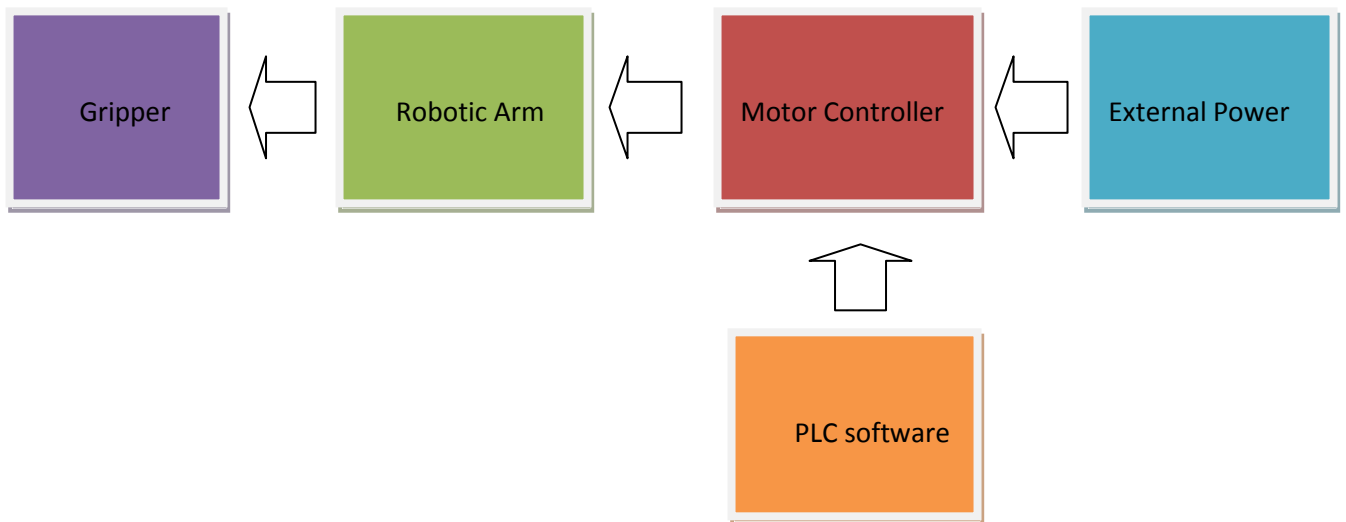 Gripper
Robotic Arm
Motor Controller
External Power
PLC software